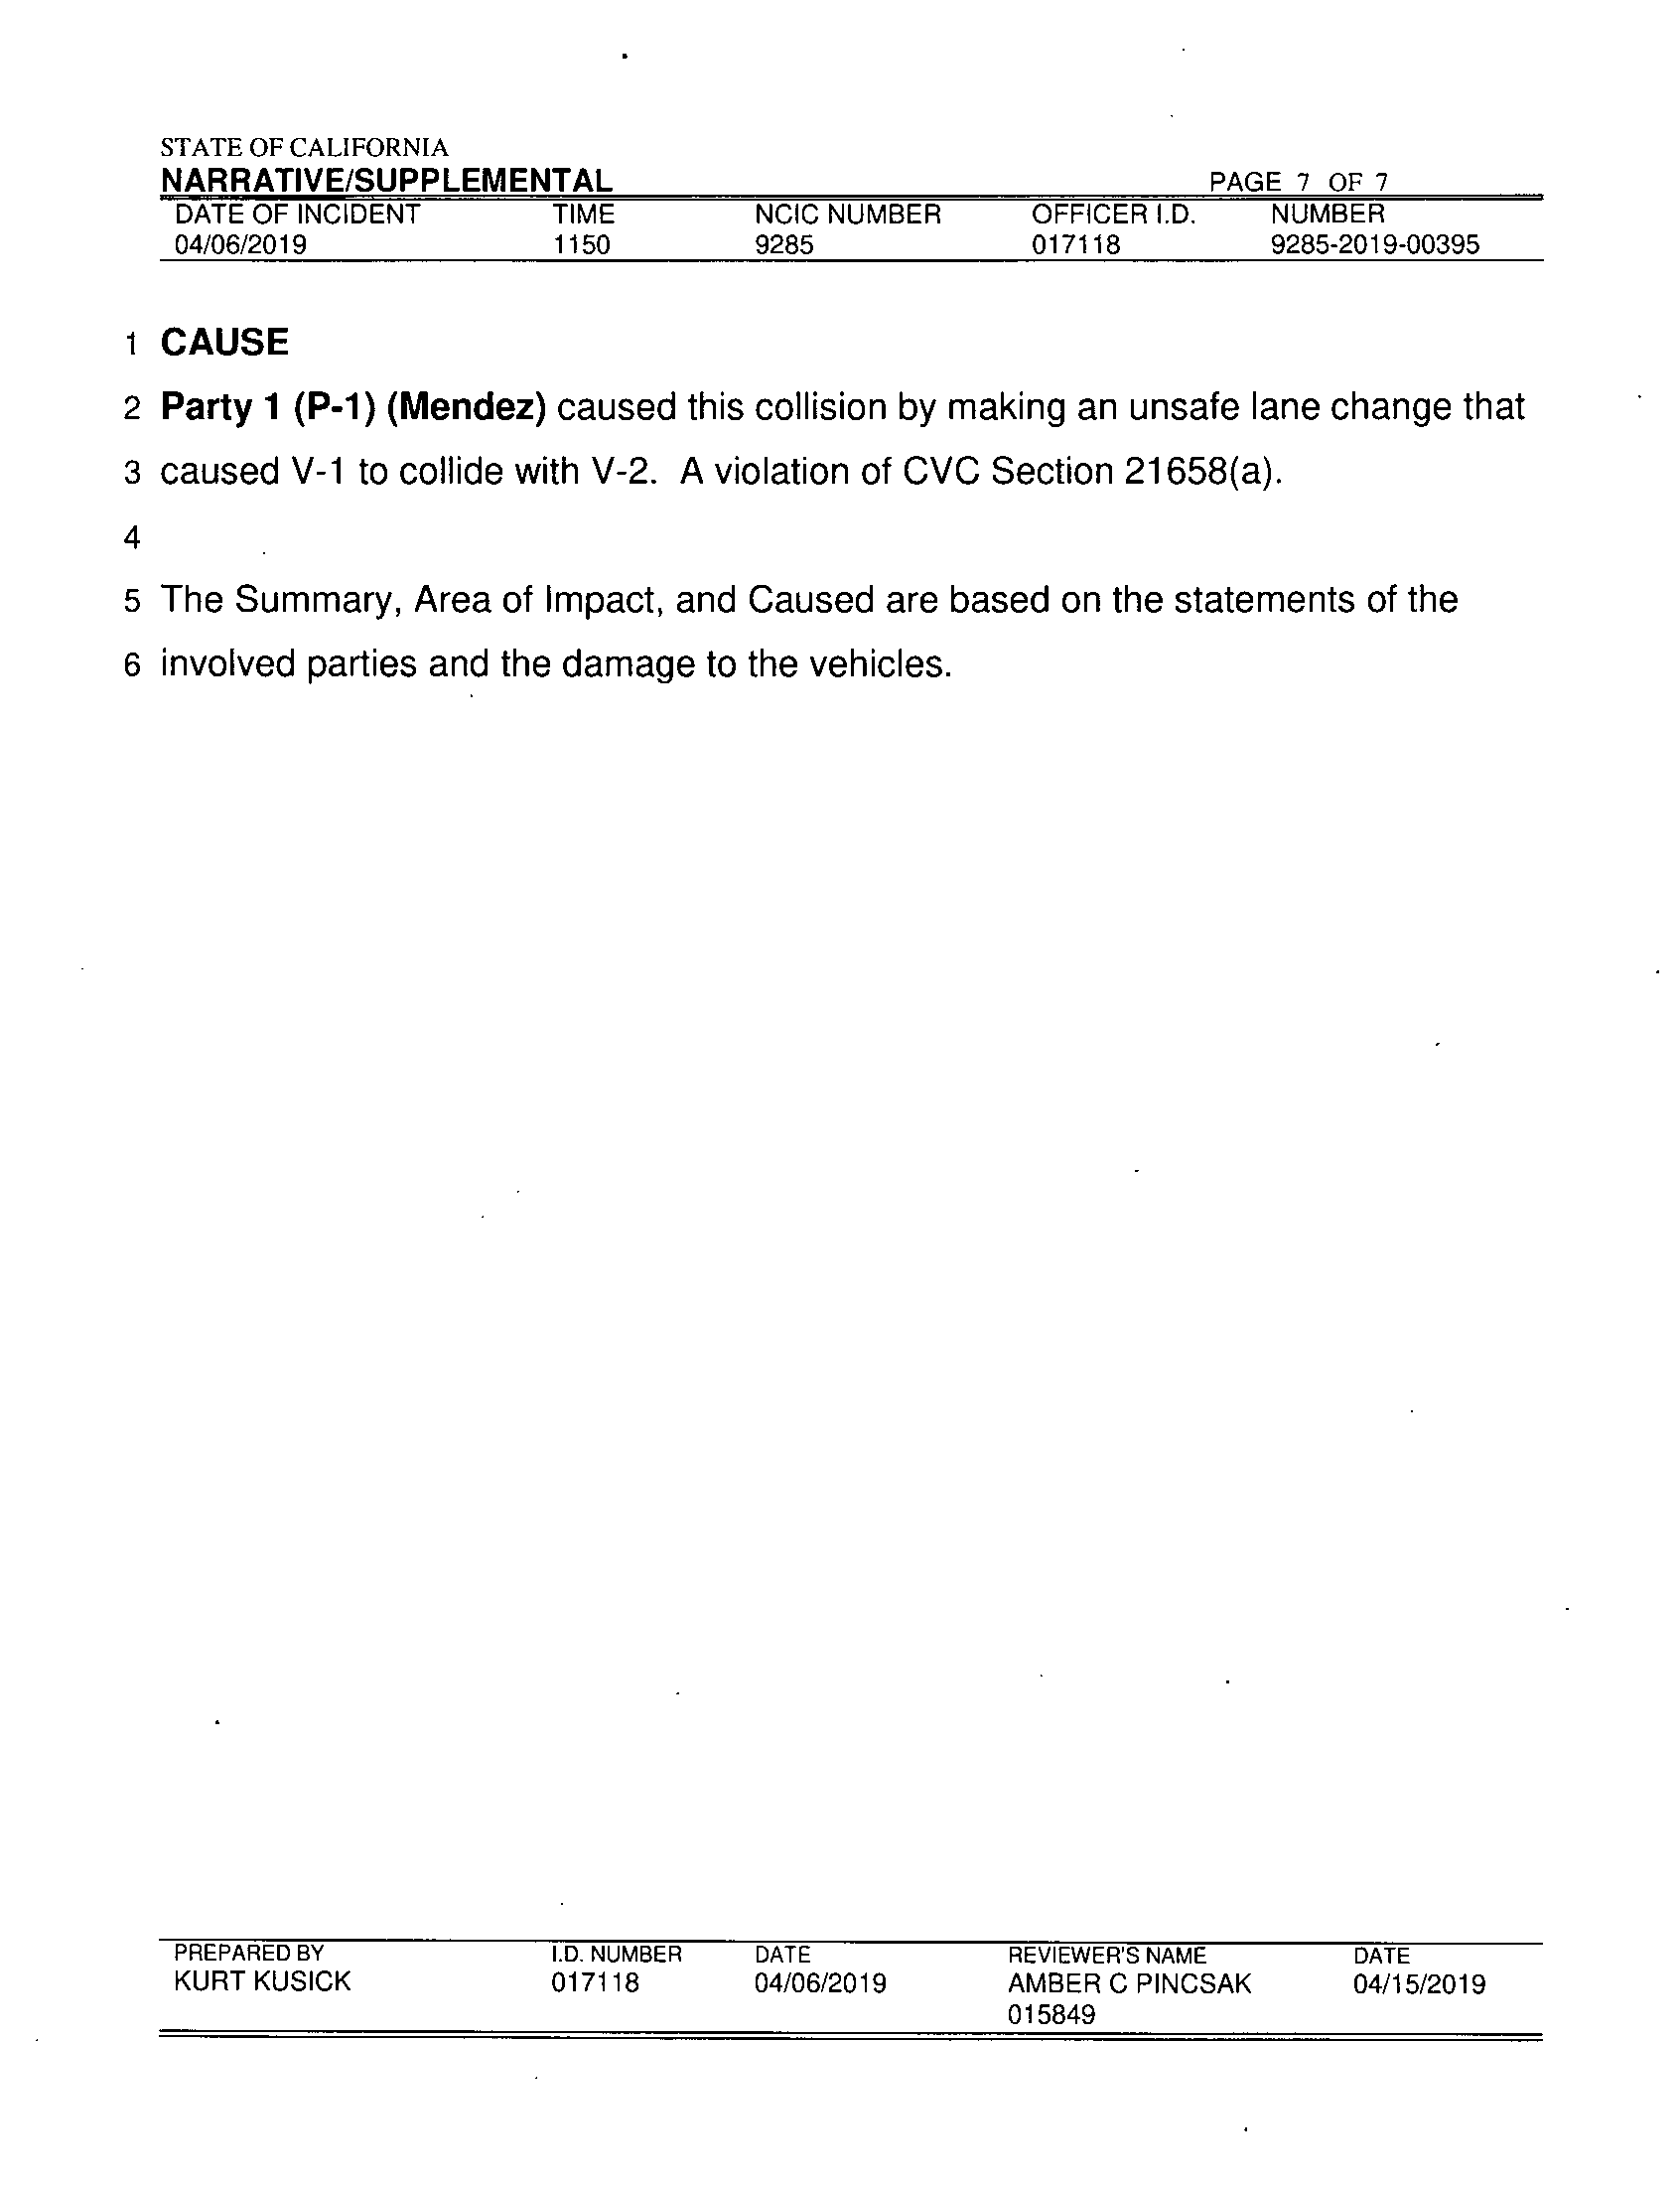 STATE OF CALIFORNIA
NARRATIVE/SUPPLEMENTAL PAGE 7 OF 7
DATE OF INCIDENT TIME NCIC NUMBER OFFICER I.D. NUMBER
04/06/2019 1150 9285 017118 9285-2019-00395
1 CAUSE
2 Party 1 (P-1) (Mendez) caused this collision by making an unsafe lane change that
3 caused V-1 to collide with V-2. A violation of CVC Section 21658(a).
4
5 The Summary, Area of Impact, and Caused are based on the statements of the
6 involved parties and the damage to the vehicles.
PREPARED BY I.D. NUMBER DATE REVIEWER'S NAME DATE
KURT KUSICK 017118 04/06/2019 AMBER C PINCSAK 04/15/2019
015849